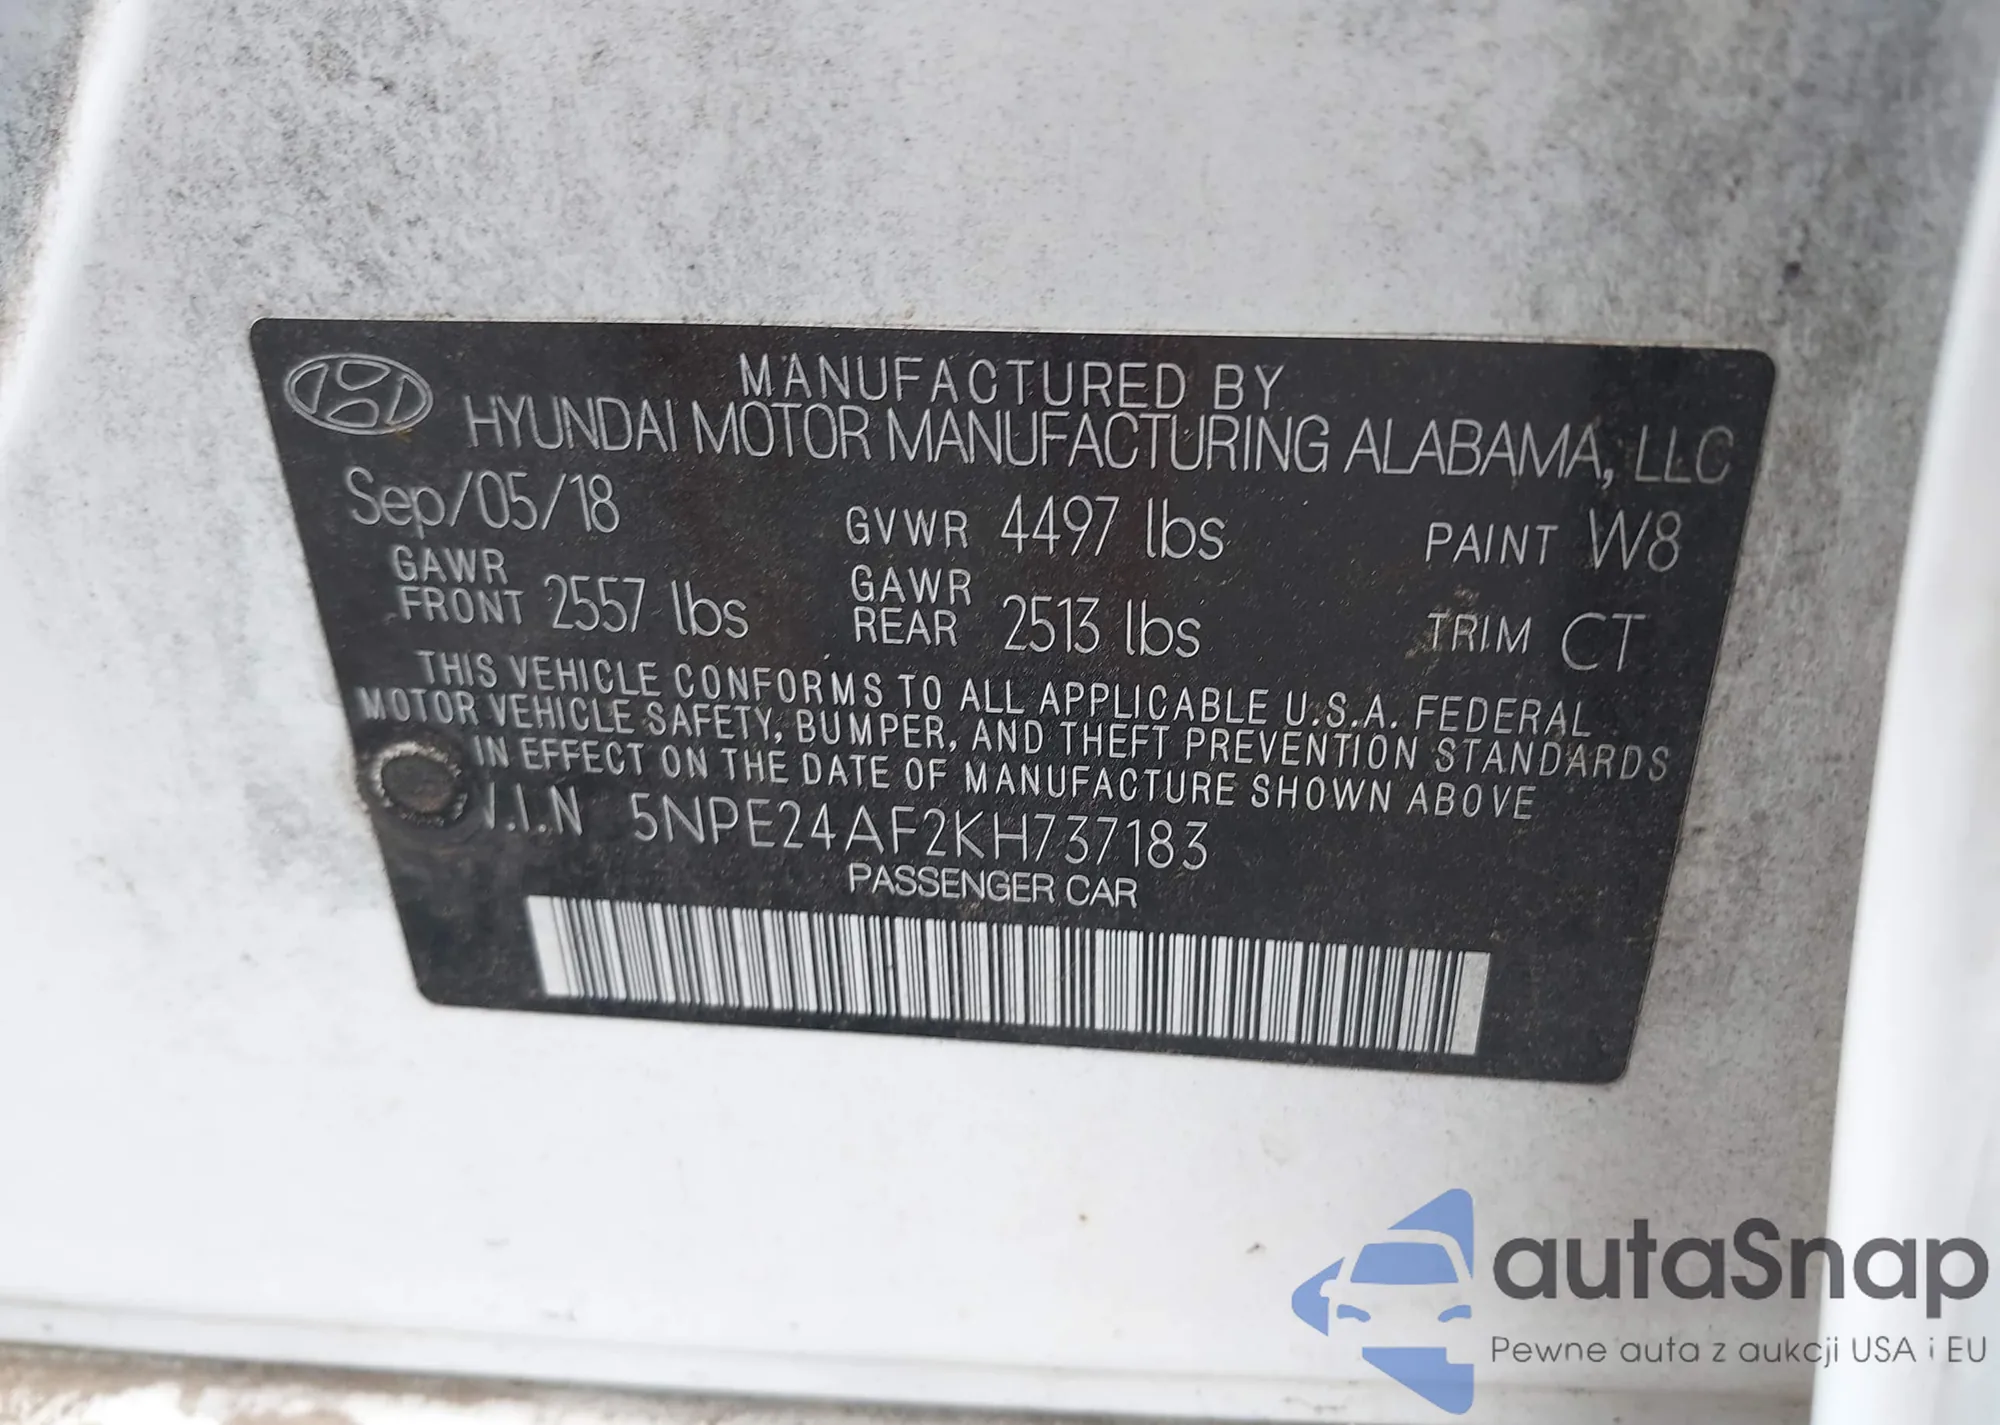 MANUFACTURED BY
HYUNDAI MOTOR MANUFACTURING ALABAMA, LLC
Sep/05/18 GVWR 4497 lbs PAINT W8
GAWR FRONT 2557 lbs GAWR REAR 2513 lbs TRIM CT
THIS VEHICLE CONFORMS TO ALL APPLICABLE U.S.A. FEDERAL
MOTOR VEHICLE SAFETY, BUMPER, AND THEFT PREVENTION STANDARDS
IN EFFECT ON THE DATE OF MANUFACTURE SHOWN ABOVE
V.I.N 5NPE24AF2KH737183
PASSENGER CAR
autaSnap
Pewne auta z aukcji USA i EU